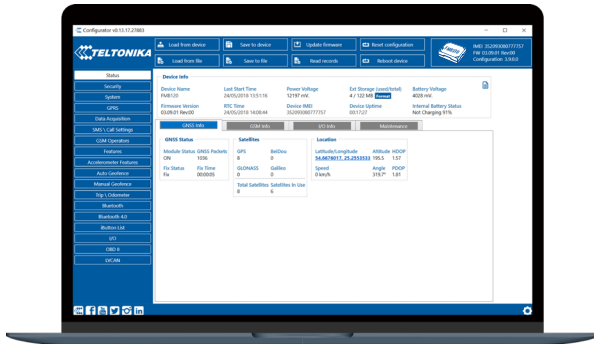 Configurator v0.13.17.27883
TELTONIKA
Load from device
Save to device
Update firmware
Reset configuration
Load from file
Save to file
Read records
Reboot device
FMB120
IMEI 352093080777757
FW 03.09.01 Rev:00
Configuration 3.9.0.0
Status
Security
System
GPRS
Data Acquisition
SMS \ Call Settings
GSM Operators
Features
Accelerometer Features
Auto Geofence
Manual Geofence
Trip \ Odometer
Bluetooth
Bluetooth 4.0
iButton List
I/O
OBD II
LVCAN
Device Info
Device Name
FMB120
Last Start Time
24/05/2018 13:51:16
Power Voltage
12197 mV.
Ext Storage (used/total)
4 / 122 MB Format
Battery Voltage
4028 mV.
Firmware Version
03.09.01 Rev:00
RTC Time
24/05/2018 14:08:44
Device IMEI
352093080777757
Device Uptime
00:17:27
Internal Battery Status
Not Charging 91%
GNSS Info
GSM Info
I/O Info
Maintenance
GNSS Status
Module Status GNSS Packets
ON 1036
Fix Status Fix Time
Fix 00:00:05
Satellites
GPS BeiDou
8 0
GLONASS Galileo
0 0
Total Satellites Satellites in Use
8 6
Location
Latitude/Longitude Altitude HDOP
54.6676017, 25.2553533 195.5 1.57
Speed Angle PDOP
0 km/h 319.7° 1.81